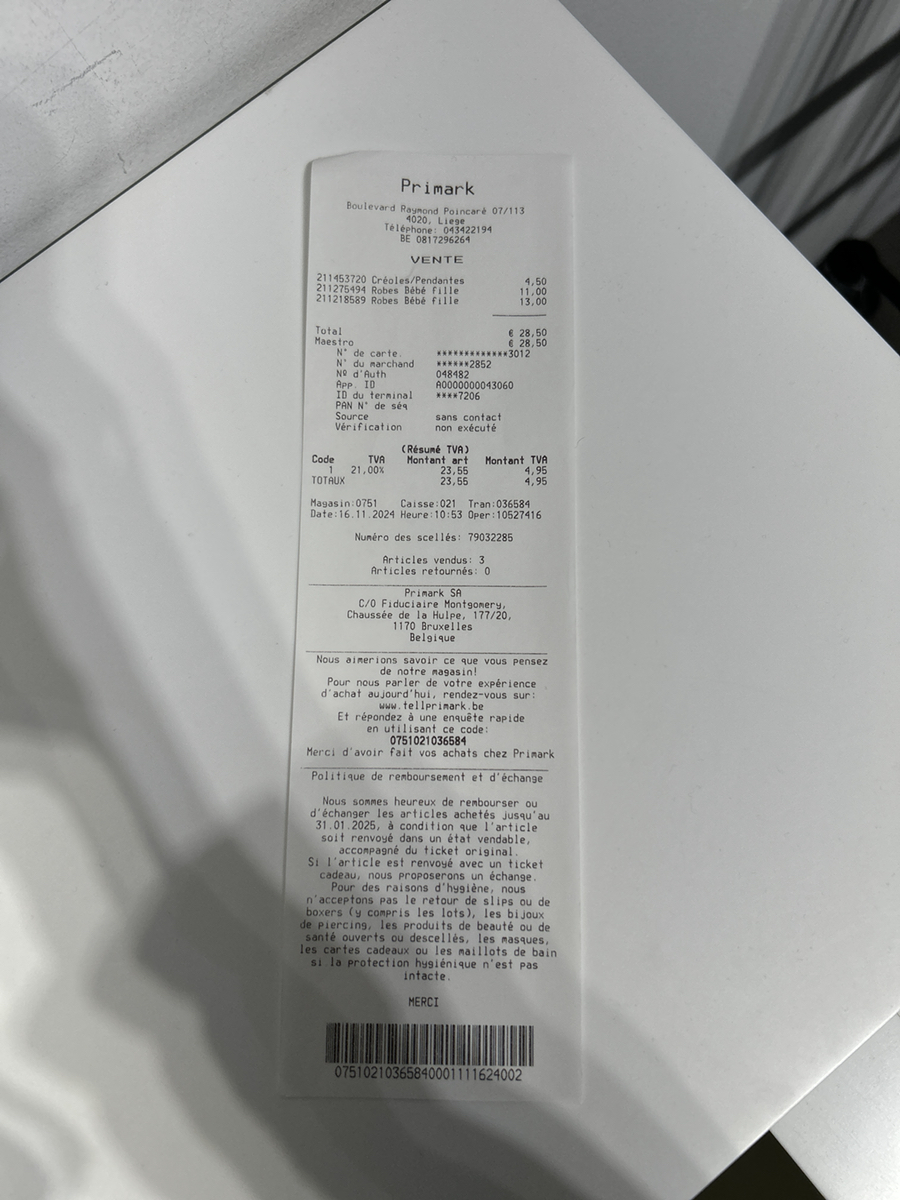 Primark
Boulevard Raymond Poincaré 07/113
4020, Liege
Téléphone: 043422194
BE 0817296264
VENTE
211453720 Créoles/Pendantes 4,50
211275494 Robes Bébé fille 11,00
211218589 Robes Bébé fille 13,00
Total € 28,50
Maestro € 28,50
N° de carte. *************3012
N° du marchand ******2852
Nº d'Auth 048482
App. ID A0000000043060
ID du terminal ****7206
PAN N° de séq
Source sans contact
Vérification non exécuté
(Résumé TVA)
Code TVA Montant art Montant TVA
1 21,00% 23,55 4,95
TOTAUX 23,55 4,95
Magasin:0751 Caisse:021 Tran:036584
Date:16.11.2024 Heure:10:53 Oper:10527416
Numéro des scellés: 79032285
Articles vendus: 3
Articles retournés: 0
Primark SA
C/O Fiduciaire Montgomery,
Chaussée de la Hulpe, 177/20,
1170 Bruxelles
Belgique
Nous aimerions savoir ce que vous pensez
de notre magasin!
Pour nous parler de votre expérience
d'achat aujourd'hui, rendez-vous sur:
www.tellprimark.be
Et répondez à une enquête rapide
en utilisant ce code:
0751021036584
Merci d'avoir fait vos achats chez Primark
Politique de remboursement et d'échange
Nous sommes heureux de rembourser ou
d'échanger les articles achetés jusqu'au
31.01.2025, à condition que l'article
soit renvoyé dans un état vendable,
accompagné du ticket original.
Si l'article est renvoyé avec un ticket
cadeau, nous proposerons un échange.
Pour des raisons d'hygiène, nous
n'acceptons pas le retour de slips ou de
boxers (y compris les lots), les bijoux
de piercing, les produits de beauté ou de
santé ouverts ou descellés, les masques,
les cartes cadeaux ou les maillots de bain
si la protection hygiénique n'est pas
intacte.
MERCI
07510210365840001111624002